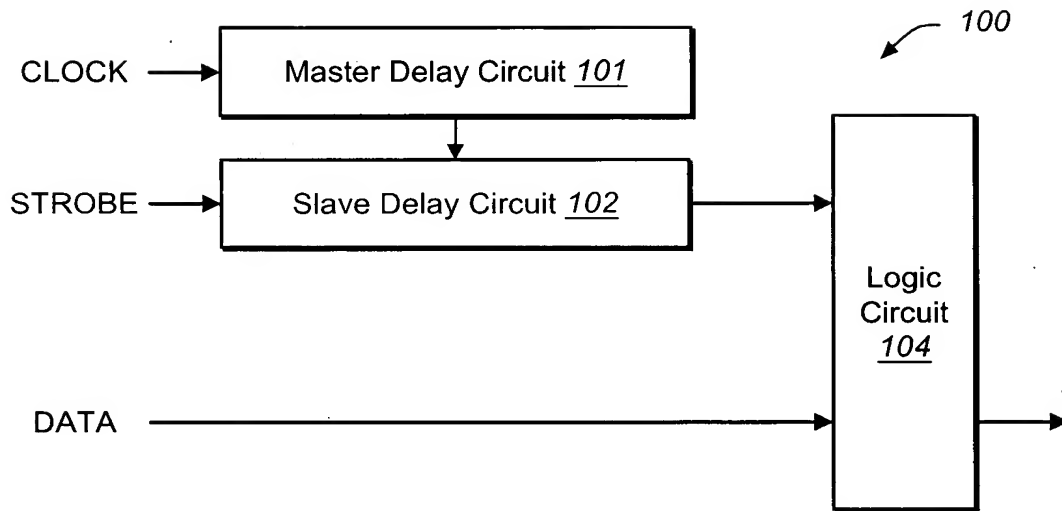 100
CLOCK
Master Delay Circuit 101
STROBE
Slave Delay Circuit 102
Logic
Circuit
104
DATA